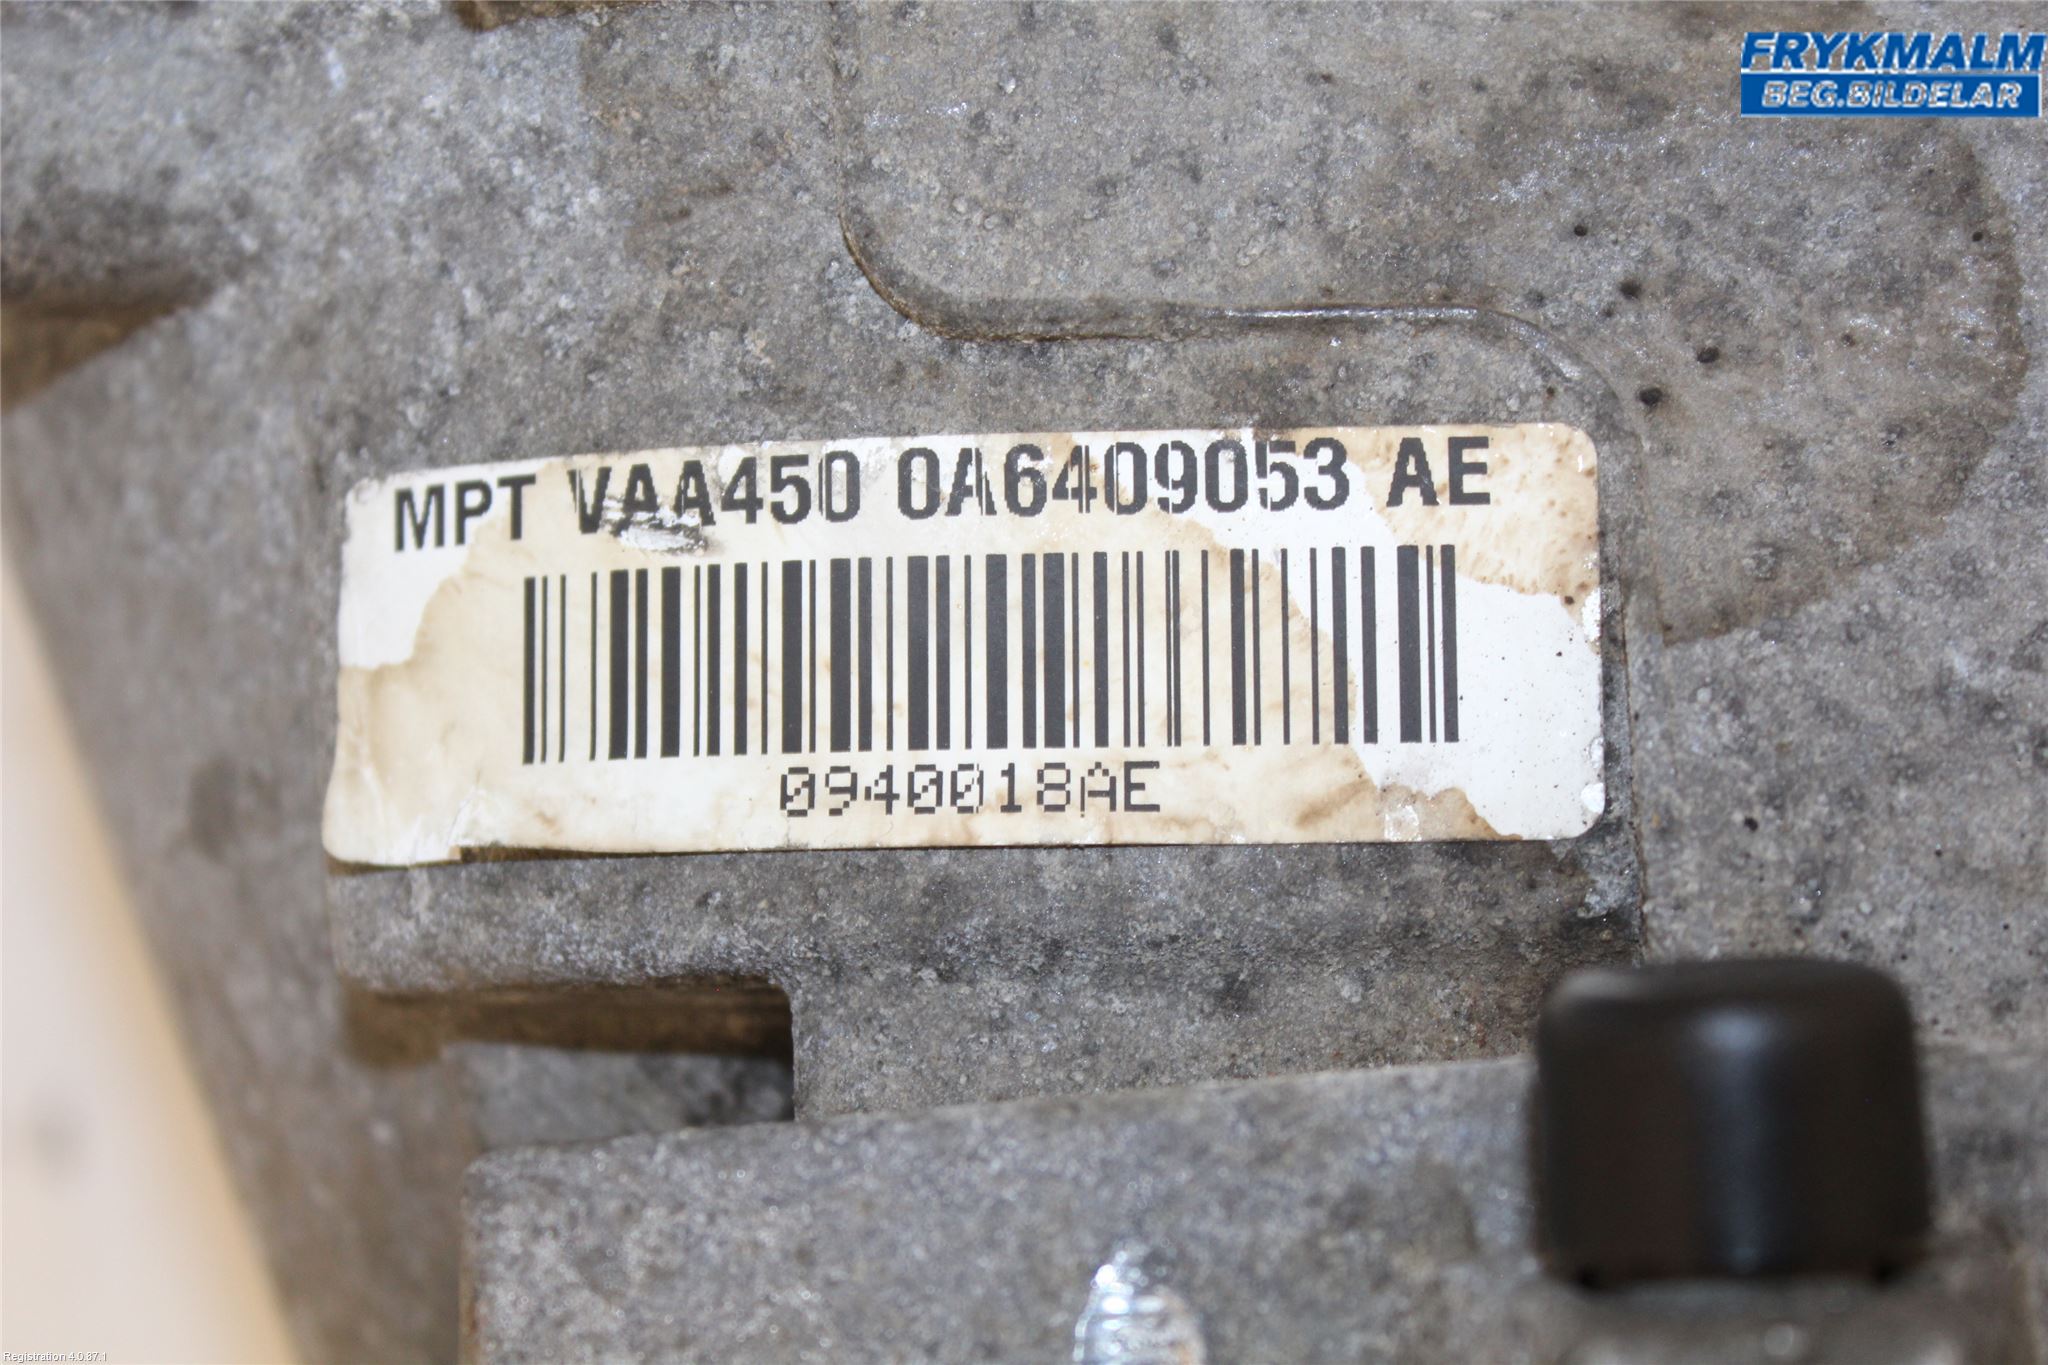 FRYKMALM
BEG.BILDELAR
MPT VAA450 0A6409053 AE
0940018AE
Registration 4.0.87.1